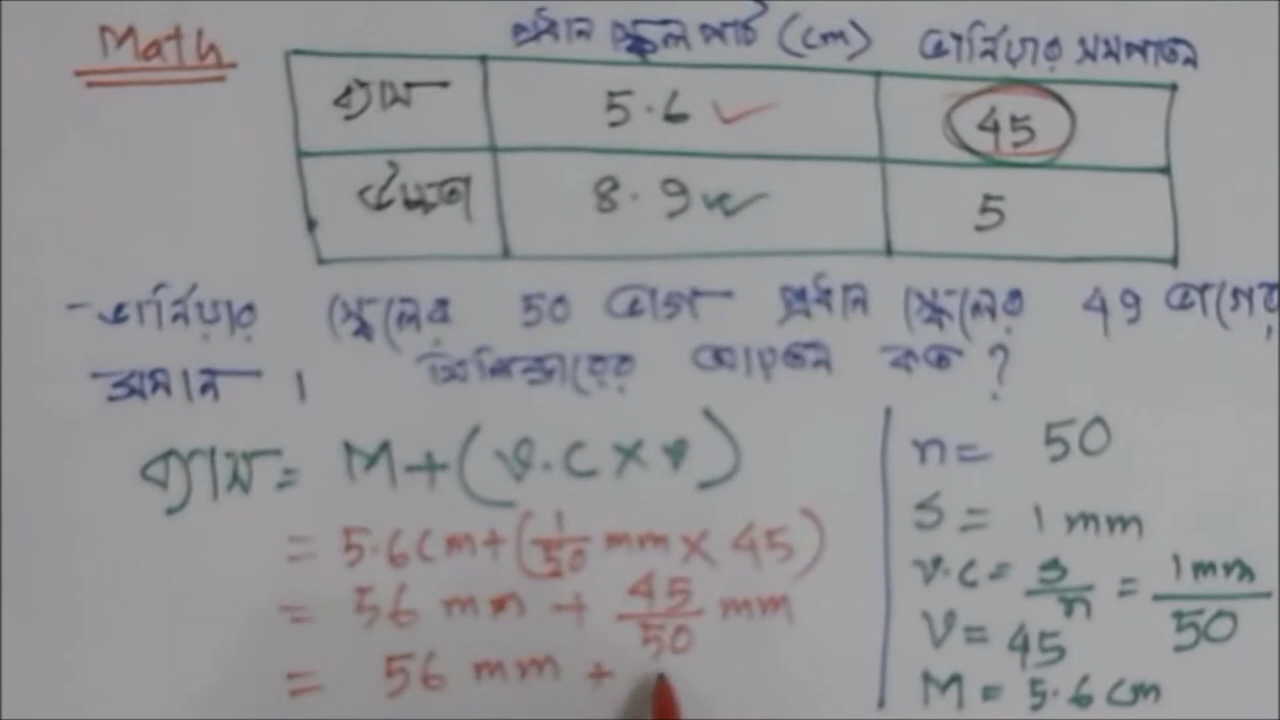 Math
প্রধান স্কেল পাঠ (cm) ভার্নিয়ার সমপাতন
ব্যাস 5.6 ✓ 45
দৈর্ঘ্য 8.9 ✓ 5
- ভার্নিয়ার স্কেলের 50 ভাগ প্রধান স্কেলের 49 ভাগের
সমান । সিলিন্ডারের আয়তন কত ?
ব্যাস = M + (V.C × V)
= 5.6 cm + (1/50 mm × 45)
= 56 mm + 45/50 mm
= 56 mm +
n = 50
S = 1 mm
V.C = S/n = 1mm/50
V = 45
M = 5.6 cm